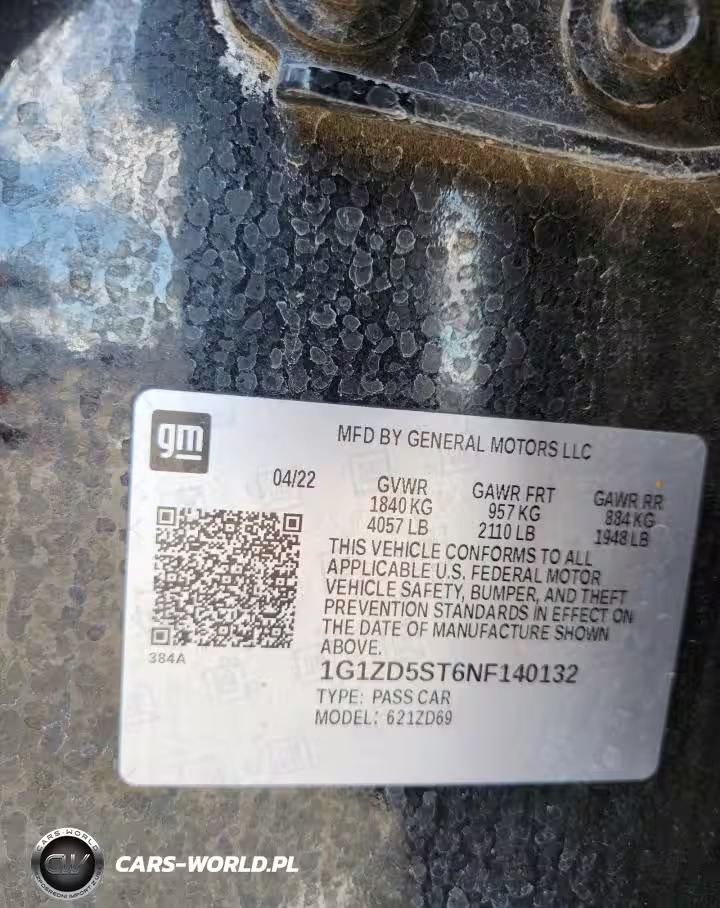 gm
MFD BY GENERAL MOTORS LLC
04/22
GVWR GAWR FRT GAWR RR
1840 KG 957 KG 884 KG
4057 LB 2110 LB 1948 LB
THIS VEHICLE CONFORMS TO ALL
APPLICABLE U.S. FEDERAL MOTOR
VEHICLE SAFETY, BUMPER, AND THEFT
PREVENTION STANDARDS IN EFFECT ON
THE DATE OF MANUFACTURE SHOWN
ABOVE.
384A
1G1ZD5ST6NF140132
TYPE: PASS CAR
MODEL: 621ZD69
CARS-WORLD
CW
CARS-WORLD.PL